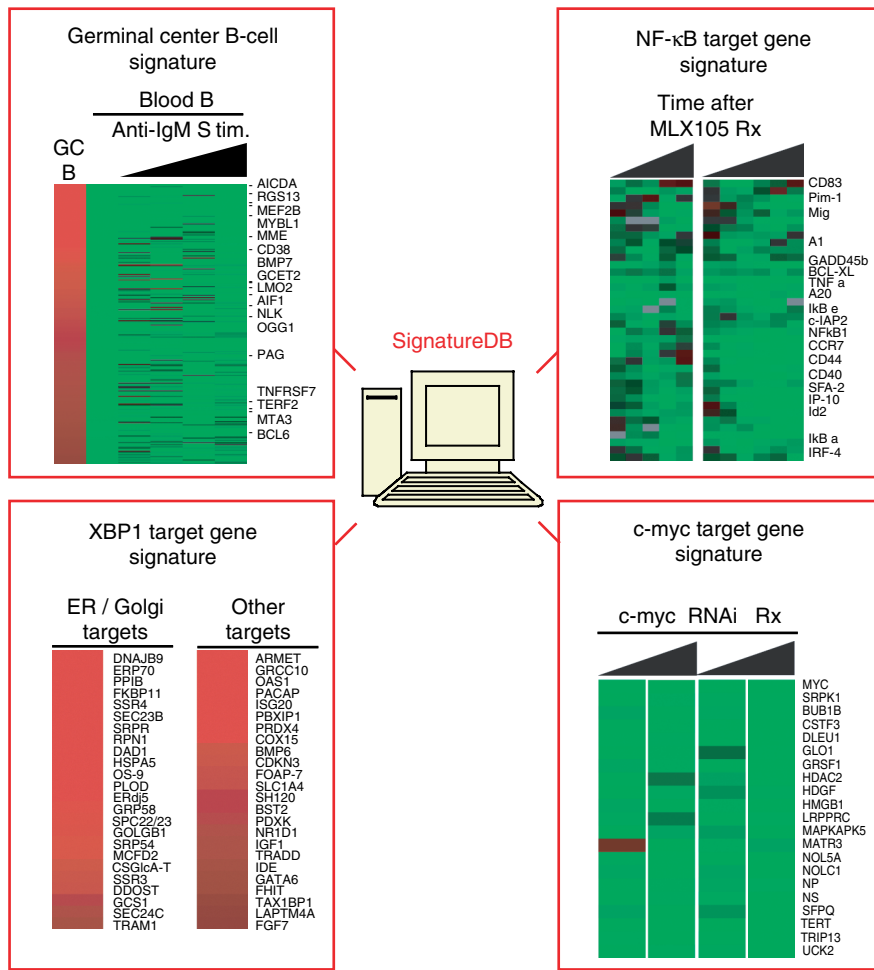 Germinal center B-cell
signature
Blood B
Anti-IgM S tim.
GC
B
AICDA
RGS13
MEF2B
MYBL1
MME
CD38
BMP7
GCET2
LMO2
AIF1
NLK
OGG1
PAG
TNFRSF7
TERF2
MTA3
BCL6
NF-κB target gene
signature
Time after
MLX105 Rx
CD83
Pim-1
Mig
A1
GADD45b
BCL-XL
TNF a
A20
IkB e
c-IAP2
NFkB1
CCR7
CD44
CD40
SFA-2
IP-10
Id2
IkB a
IRF-4
SignatureDB
XBP1 target gene
signature
ER / Golgi
targets
DNAJB9
ERP70
PPIB
FKBP11
SSR4
SEC23B
SRPR
RPN1
DAD1
HSPA5
OS-9
PLOD
ERdj5
GRP58
SPC22/23
GOLGB1
SRP54
MCFD2
CSGlcA-T
SSR3
DDOST
GCS1
SEC24C
TRAM1
Other
targets
ARMET
GRCC10
OAS1
PACAP
ISG20
PBXIP1
PRDX4
COX15
BMP6
CDKN3
FOAP-7
SLC1A4
SH120
BST2
PDXK
NR1D1
IGF1
TRADD
IDE
GATA6
FHIT
TAX1BP1
LAPTM4A
FGF7
c-myc target gene
signature
c-myc RNAi Rx
MYC
SRPK1
BUB1B
CSTF3
DLEU1
GLO1
GRSF1
HDAC2
HDGF
HMGB1
LRPPRC
MAPKAPK5
MATR3
NOL5A
NOLC1
NP
NS
SFPQ
TERT
TRIP13
UCK2